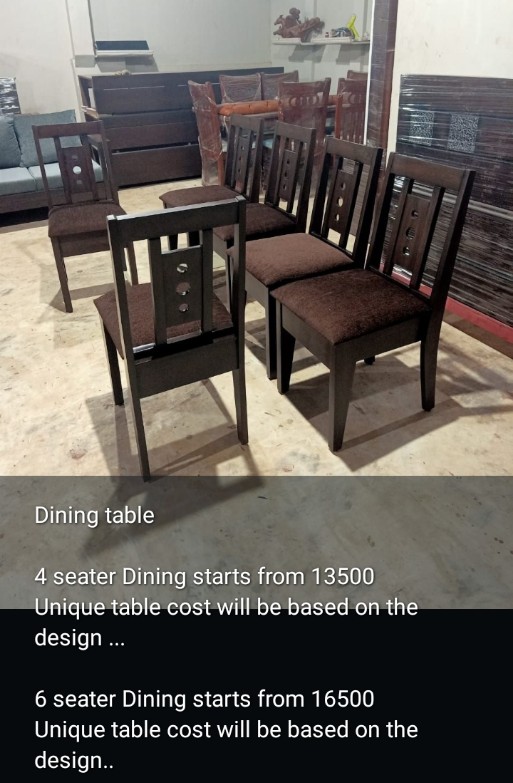 Dining table
4 seater Dining starts from 13500
Unique table cost will be based on the
design ...
6 seater Dining starts from 16500
Unique table cost will be based on the
design..